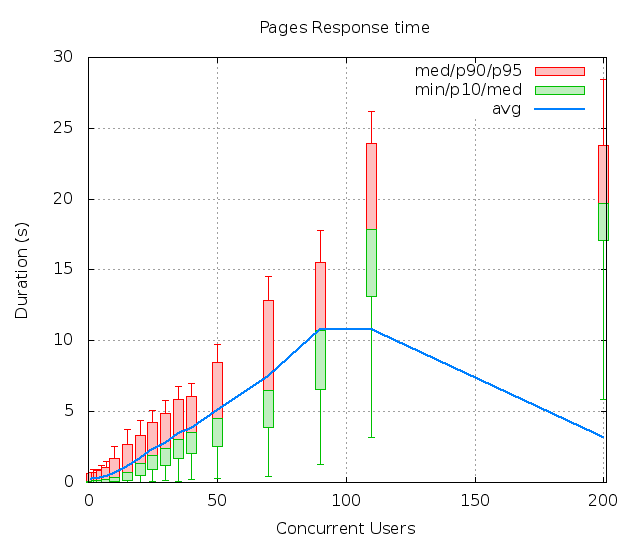 Pages Response time
30
med/p90/p95
min/p10/med
avg
25
20
15
10
5
0
0 50 100 150 200
Duration (s)
Concurrent Users